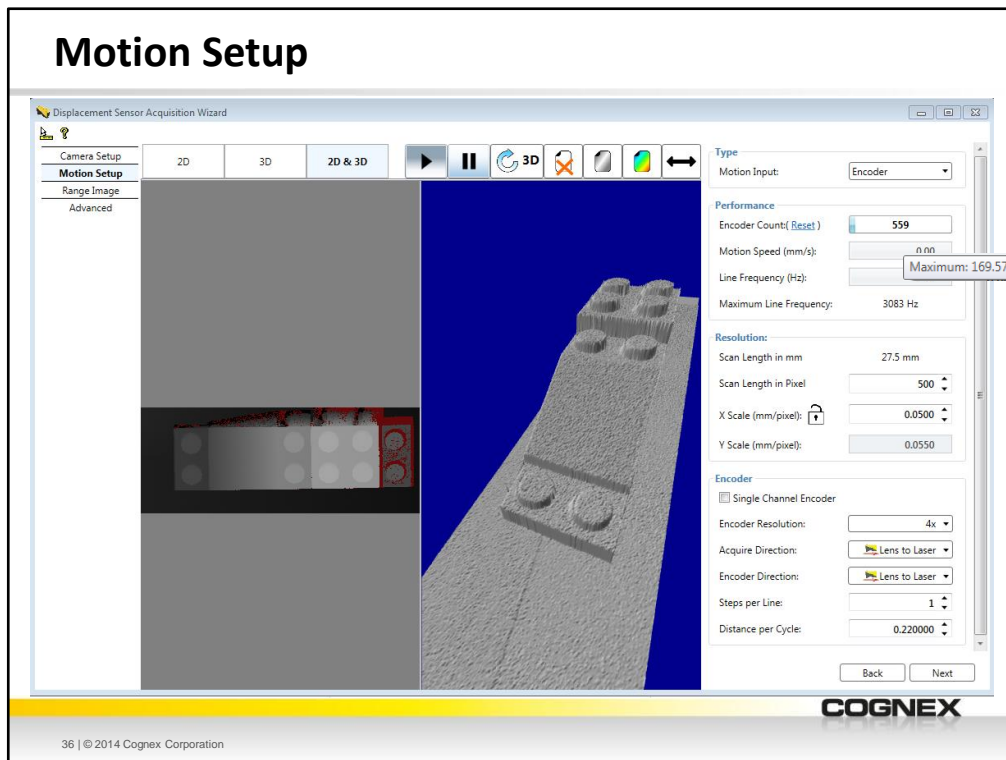 Motion Setup
Displacement Sensor Acquisition Wizard
Camera Setup
Motion Setup
Range Image
Advanced
2D
3D
2D & 3D
3D
Type
Motion Input:
Encoder
Performance
Encoder Count:( Reset )
559
Motion Speed (mm/s):
0.00
Maximum: 169.57
Line Frequency (Hz):
Maximum Line Frequency:
3083 Hz
Resolution:
Scan Length in mm
27.5 mm
Scan Length in Pixel
500
X Scale (mm/pixel):
0.0500
Y Scale (mm/pixel):
0.0550
Encoder
Single Channel Encoder
Encoder Resolution:
4x
Acquire Direction:
Lens to Laser
Encoder Direction:
Lens to Laser
Steps per Line:
1
Distance per Cycle:
0.220000
Back
Next
COGNEX
36 | © 2014 Cognex Corporation